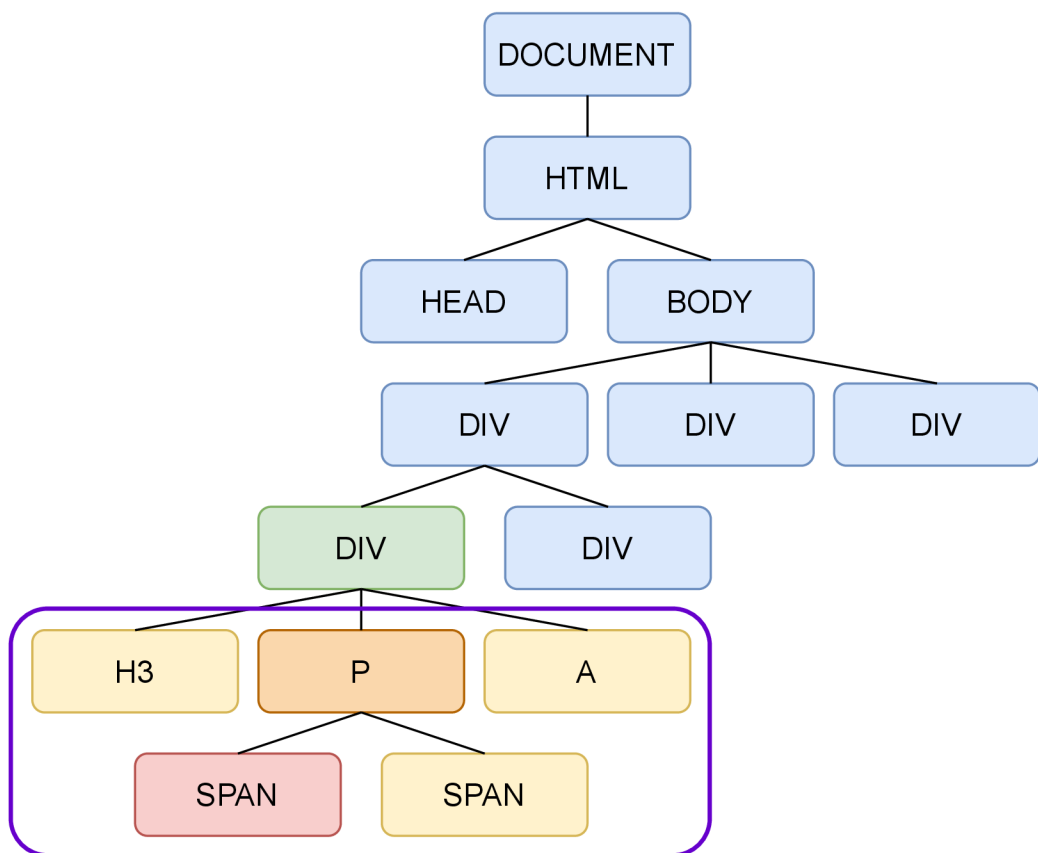 DOCUMENT
HTML
HEAD
BODY
DIV
DIV
DIV
DIV
DIV
H3
P
A
SPAN
SPAN